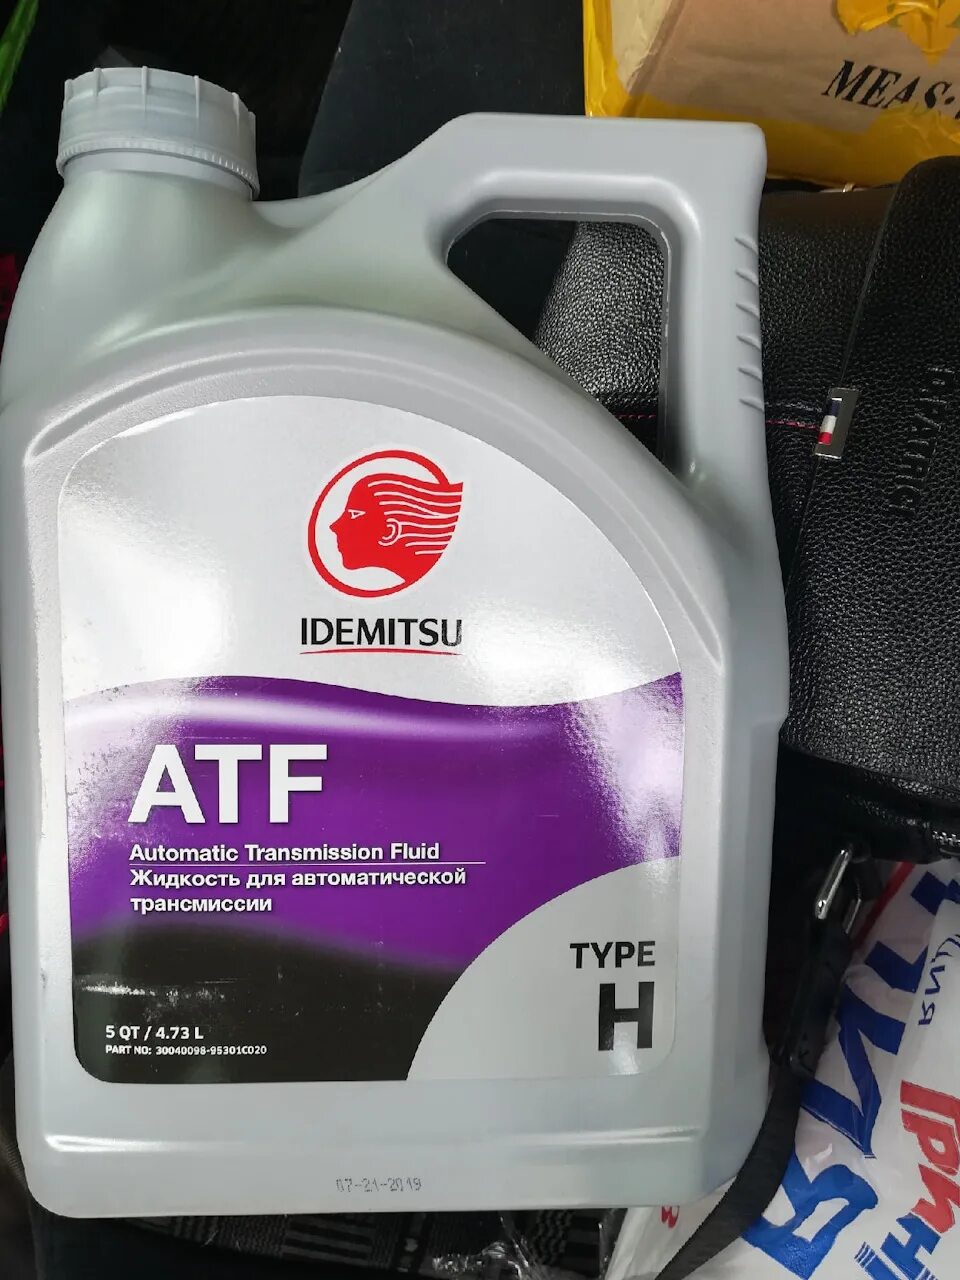 MEAS
IDEMITSU
ATF
Automatic Transmission Fluid
Жидкость для автоматической
трансмиссии
TYPE
H
5 QT / 4.73 L
PART NO: 30040098-95301C020
07-21-2019